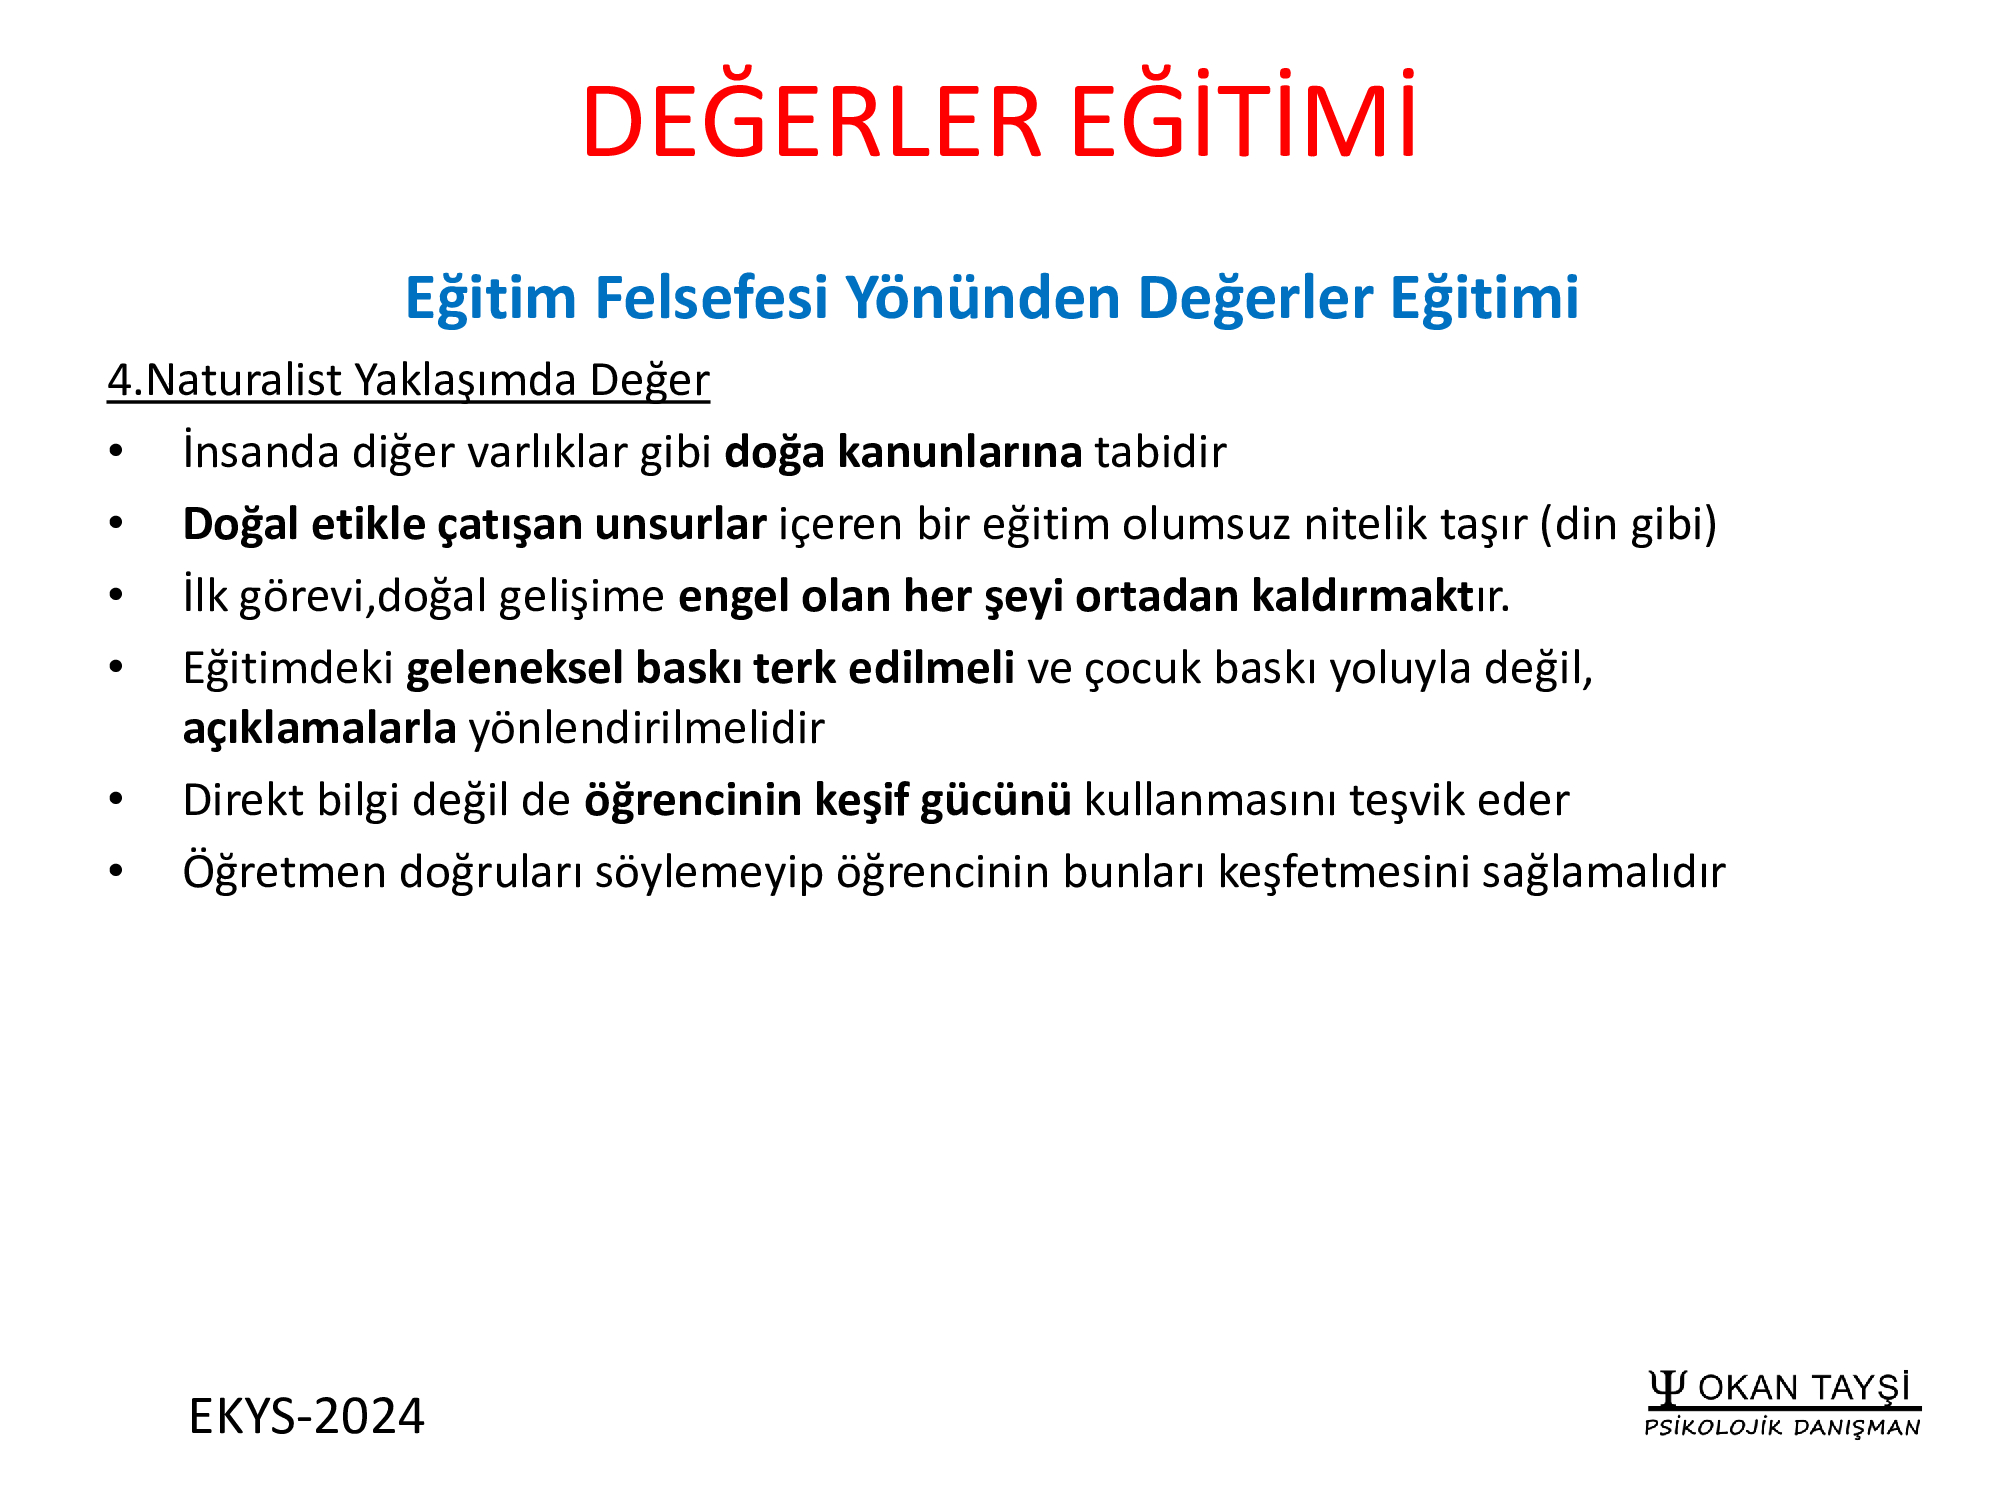 DEĞERLER EĞİTİMİ
Eğitim Felsefesi Yönünden Değerler Eğitimi
4.Naturalist Yaklaşımda Değer
• İnsanda diğer varlıklar gibi doğa kanunlarına tabidir
• Doğal etikle çatışan unsurlar içeren bir eğitim olumsuz nitelik taşır (din gibi)
• İlk görevi,doğal gelişime engel olan her şeyi ortadan kaldırmaktır.
• Eğitimdeki geleneksel baskı terk edilmeli ve çocuk baskı yoluyla değil,
açıklamalarla yönlendirilmelidir
• Direkt bilgi değil de öğrencinin keşif gücünü kullanmasını teşvik eder
• Öğretmen doğruları söylemeyip öğrencinin bunları keşfetmesini sağlamalıdır
EKYS-2024
Ψ OKAN TAYŞİ
PSİKOLOJİK DANIŞMAN